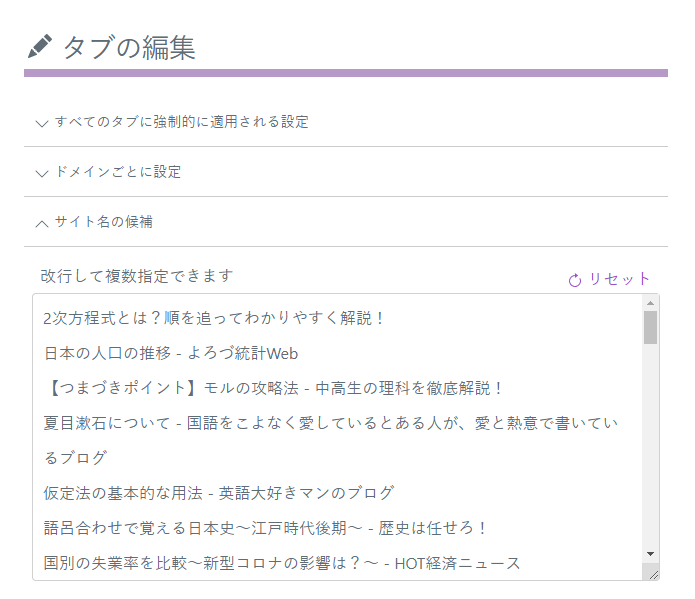 タブの編集
すべてのタブに強制的に適用される設定
ドメインごとに設定
サイト名の候補
改行して複数指定できます
リセット
2次方程式とは？順を追ってわかりやすく解説！
日本の人口の推移 - よろづ統計Web
【つまづきポイント】モルの攻略法 - 中高生の理科を徹底解説！
夏目漱石について - 国語をこよなく愛しているとある人が、愛と熱意で書いてい
るブログ
仮定法の基本的な用法 - 英語大好きマンのブログ
語呂合わせで覚える日本史～江戸時代後期～ - 歴史は任せろ！
国別の失業率を比較～新型コロナの影響は？～ - HOT経済ニュース